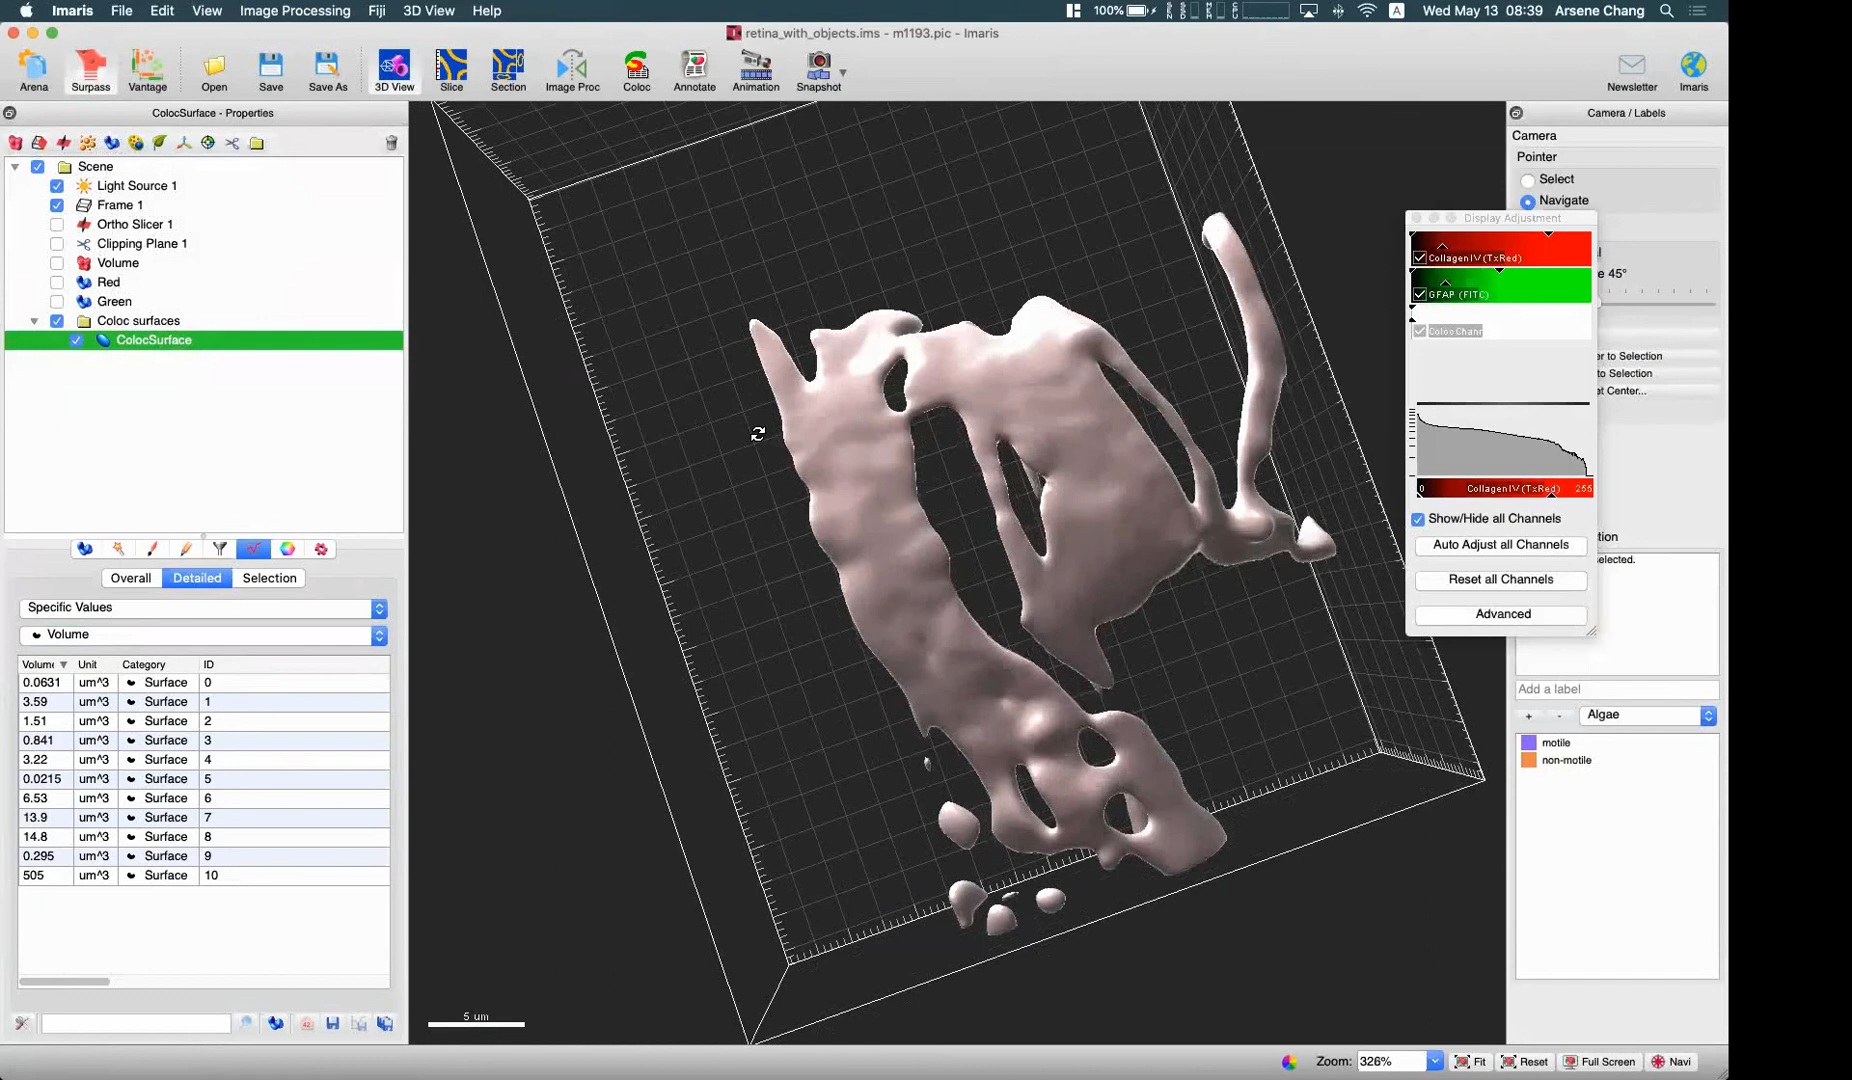 Imaris File Edit View Image Processing Fiji 3D View Help 100% A Wed May 13 08:39 Arsene Chang
retina_with_objects.ims - m1193.pic - Imaris
Arena Surpass Vantage Open Save Save As 3D View Slice Section Image Proc Coloc Annotate Animation Snapshot Newsletter Imaris
ColocSurface - Properties
Scene
Light Source 1
Frame 1
Ortho Slicer 1
Clipping Plane 1
Volume
Red
Green
Coloc surfaces
ColocSurface
Overall Detailed Selection
Specific Values
Volume
Volume Unit Category ID
0.0631 um^3 Surface 0
3.59 um^3 Surface 1
1.51 um^3 Surface 2
0.841 um^3 Surface 3
3.22 um^3 Surface 4
0.0215 um^3 Surface 5
6.53 um^3 Surface 6
13.9 um^3 Surface 7
14.8 um^3 Surface 8
0.295 um^3 Surface 9
505 um^3 Surface 10
5 um
Camera / Labels
Camera
Pointer
Select
Navigate
Display Adjustment
CollagenIV (TxRed)
GFAP (FITC)
Coloc Chann
e 45°
er to Selection
to Selection
et Center...
0 CollagenIV (TxRed) 255
Show/Hide all Channels
Auto Adjust all Channels
Reset all Channels
Advanced
elected.
Add a label
+ - Algae
motile
non-motile
Zoom: 326% Fit Reset Full Screen Navi